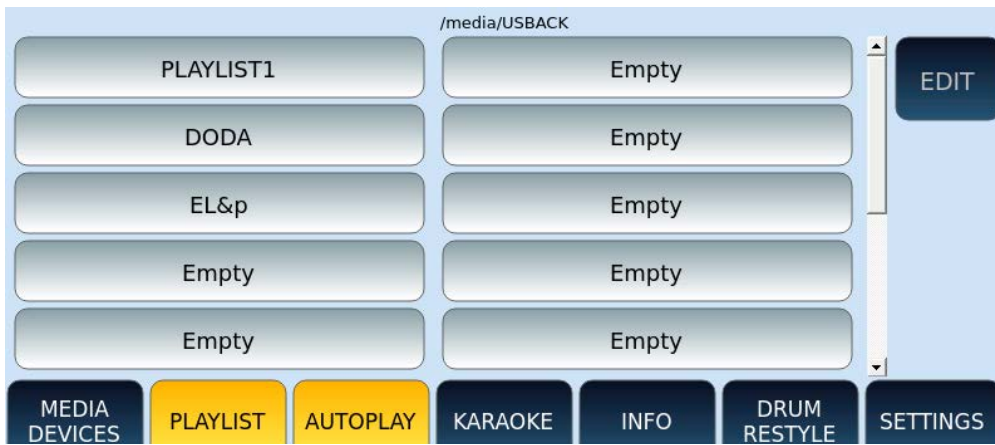 /media/USBACK
PLAYLIST1
Empty
EDIT
DODA
Empty
EL&p
Empty
Empty
Empty
Empty
Empty
MEDIA
DEVICES
PLAYLIST
AUTOPLAY
KARAOKE
INFO
DRUM
RESTYLE
SETTINGS